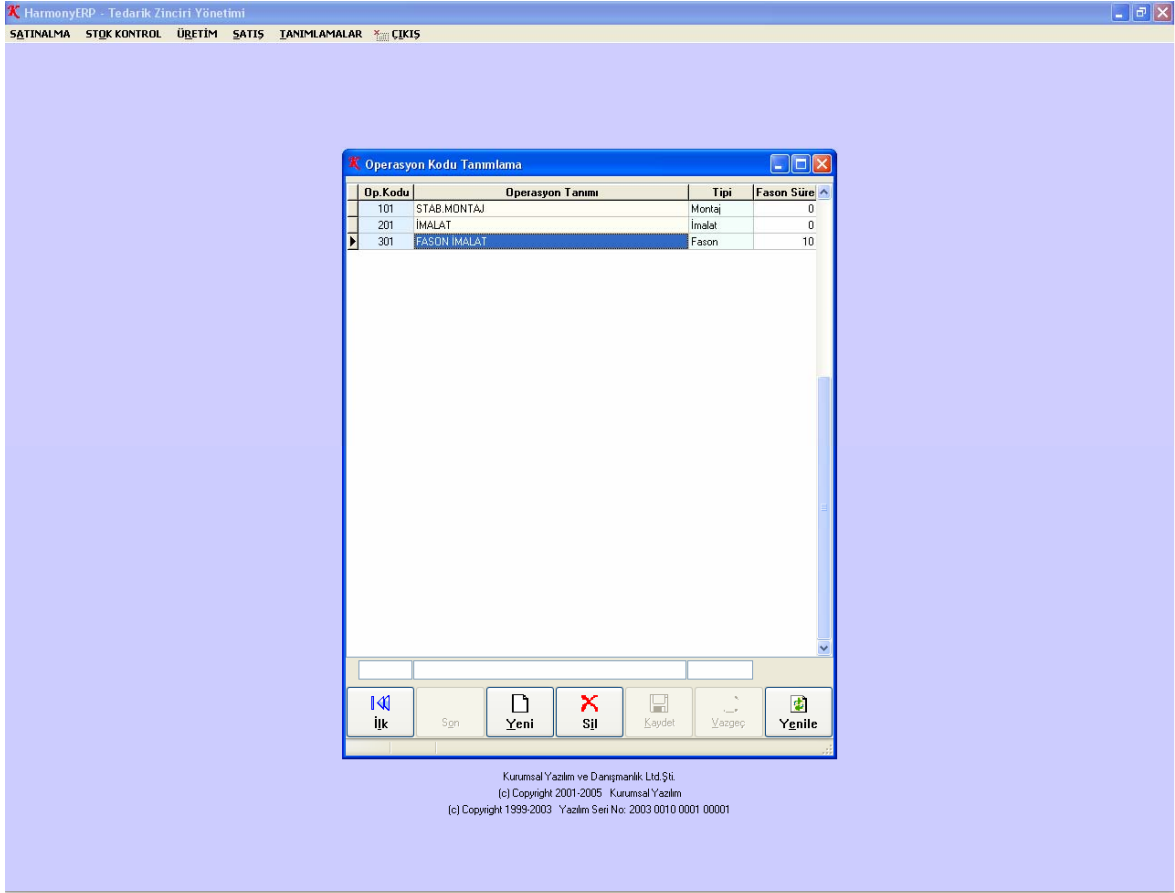 HarmonyERP - Tedarik Zinciri Yönetimi
SATINALMA STOK KONTROL ÜRETİM SATIŞ TANIMLAMALAR ÇIKIŞ
Operasyon Kodu Tanımlama
Op.Kodu Operasyon Tanımı Tipi Fason Süre
101 STAB.MONTAJ Montaj 0
201 İMALAT İmalat 0
301 FASON İMALAT Fason 10
İlk Son Yeni Sil Kaydet Vazgeç Yenile
Kurumsal Yazılım ve Danışmanlık Ltd.Şti.
(c) Copyright 2001-2005 Kurumsal Yazılım
(c) Copyright 1999-2003 Yazılım Seri No: 2003 0010 0001 00001